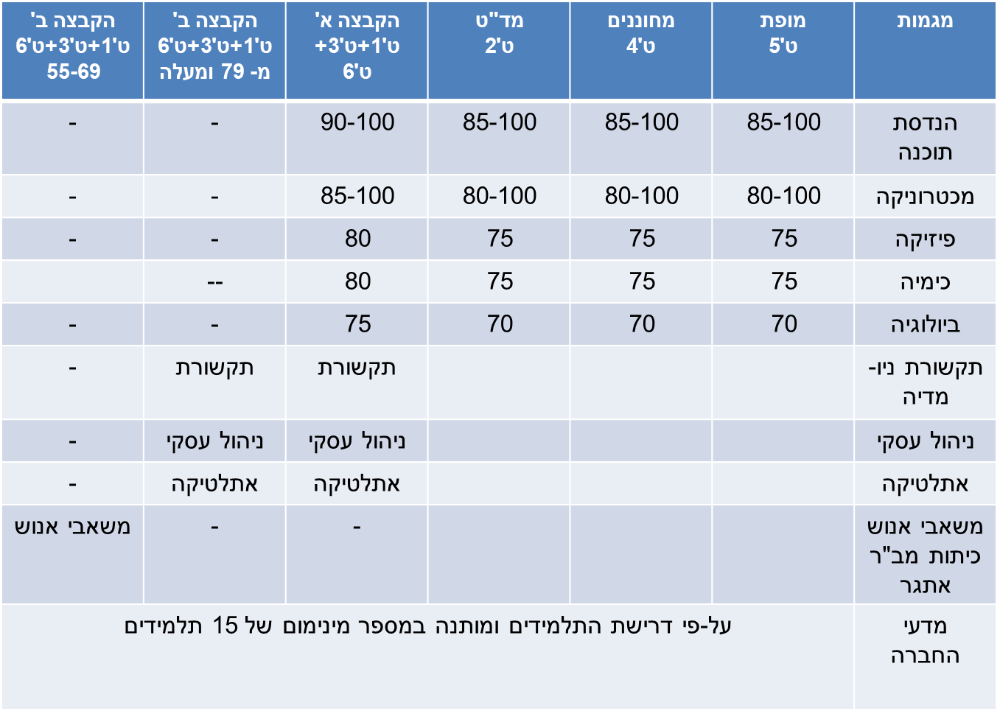 מגמות
מופת
ט'5
מחוננים
ט'4
מד"ט
ט'2
הקבצה א'
ט'1+ט'3+
ט'6
הקבצה ב'
ט'1+ט'3+ט'6
מ- 79 ומעלה
הקבצה ב'
ט'1+ט'3+ט'6
55-69
הנדסת
תוכנה
85-100
85-100
85-100
90-100
-
-
מכטרוניקה
80-100
80-100
80-100
85-100
-
-
פיזיקה
75
75
75
80
-
-
כימיה
75
75
75
80
--
ביולוגיה
70
70
70
75
-
-
תקשורת ניו-
מדיה
תקשורת
תקשורת
-
ניהול עסקי
ניהול עסקי
ניהול עסקי
-
אתלטיקה
אתלטיקה
אתלטיקה
-
משאבי אנוש
כיתות מב"ר
אתגר
-
-
משאבי אנוש
מדעי
החברה
על-פי דרישת התלמידים ומותנה במספר מינימום של 15 תלמידים